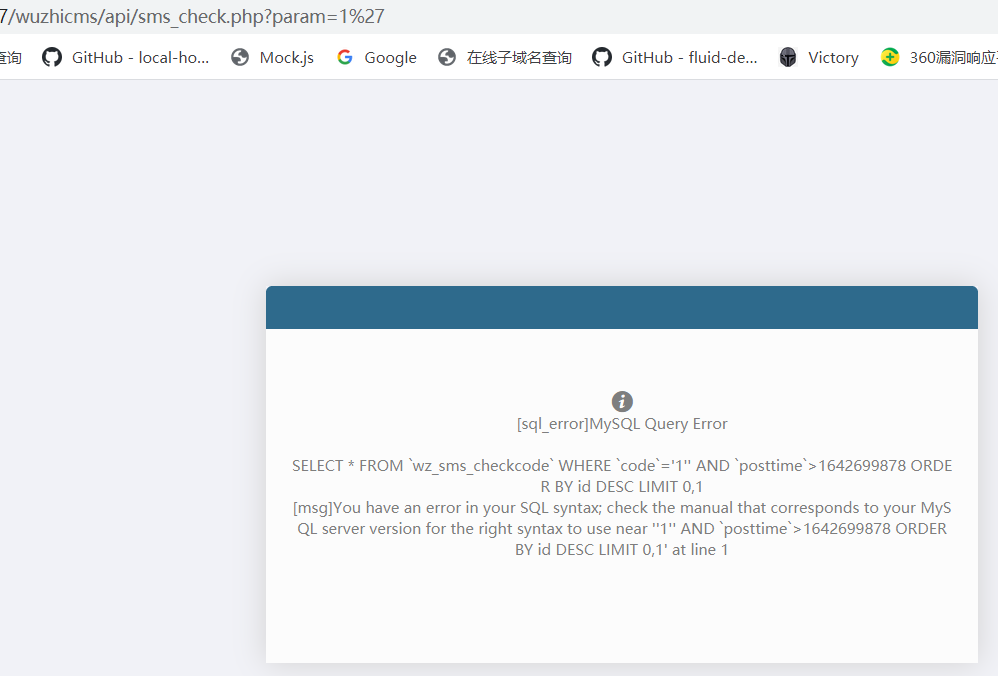 7/wuzhicms/api/sms_check.php?param=1%27
查询 GitHub - local-ho... Mock.js Google 在线子域名查询 GitHub - fluid-de... Victory 360漏洞响应
[sql_error]MySQL Query Error
SELECT * FROM `wz_sms_checkcode` WHERE `code`='1'' AND `posttime`>1642699878 ORDE
R BY id DESC LIMIT 0,1
[msg]You have an error in your SQL syntax; check the manual that corresponds to your MyS
QL server version for the right syntax to use near ''1'' AND `posttime`>1642699878 ORDER
BY id DESC LIMIT 0,1' at line 1